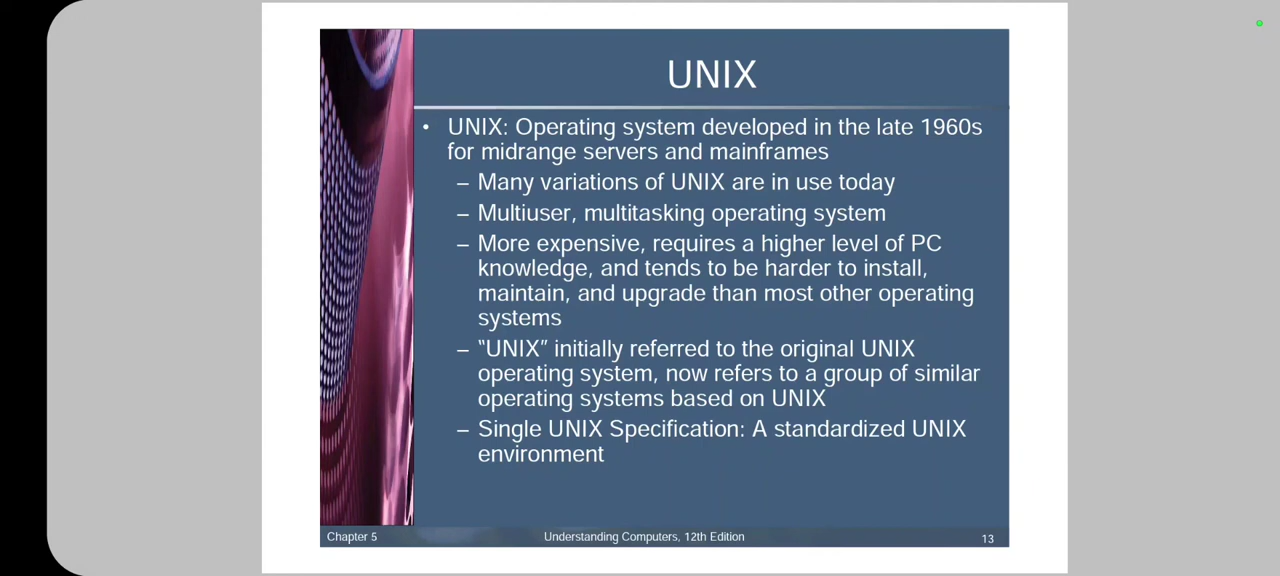 UNIX
• UNIX: Operating system developed in the late 1960s
for midrange servers and mainframes
– Many variations of UNIX are in use today
– Multiuser, multitasking operating system
– More expensive, requires a higher level of PC
knowledge, and tends to be harder to install,
maintain, and upgrade than most other operating
systems
– “UNIX” initially referred to the original UNIX
operating system, now refers to a group of similar
operating systems based on UNIX
– Single UNIX Specification: A standardized UNIX
environment
Chapter 5 Understanding Computers, 12th Edition 13